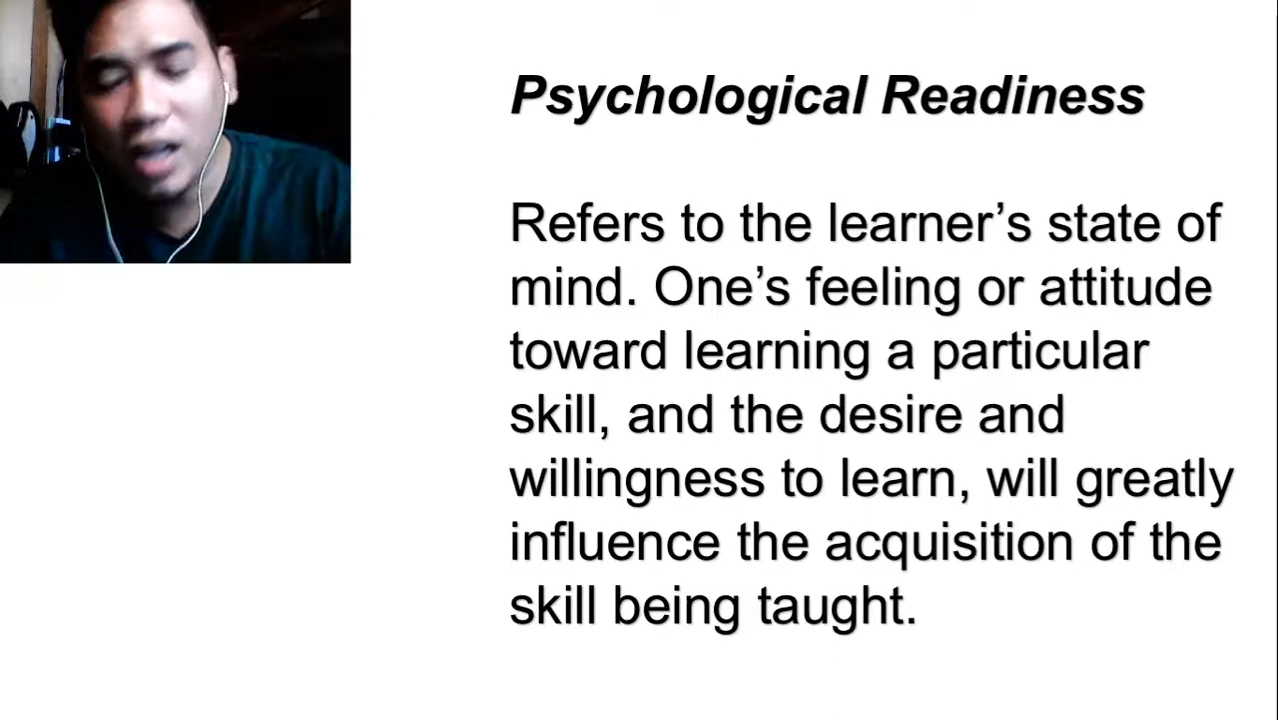 Psychological Readiness
Refers to the learner’s state of
mind. One’s feeling or attitude
toward learning a particular
skill, and the desire and
willingness to learn, will greatly
influence the acquisition of the
skill being taught.